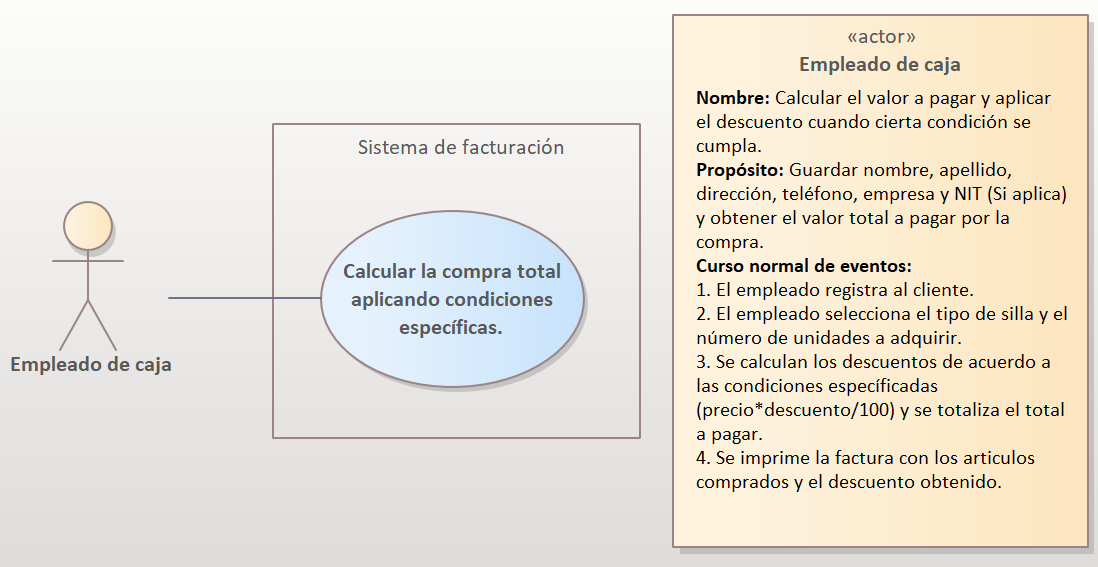 Empleado de caja
Sistema de facturación
Calcular la compra total
aplicando condiciones
específicas.
«actor»
Empleado de caja
Nombre: Calcular el valor a pagar y aplicar
el descuento cuando cierta condición se
cumpla.
Propósito: Guardar nombre, apellido,
dirección, teléfono, empresa y NIT (Si aplica)
y obtener el valor total a pagar por la
compra.
Curso normal de eventos:
1. El empleado registra al cliente.
2. El empleado selecciona el tipo de silla y el
número de unidades a adquirir.
3. Se calculan los descuentos de acuerdo a
las condiciones específicadas
(precio*descuento/100) y se totaliza el total
a pagar.
4. Se imprime la factura con los articulos
comprados y el descuento obtenido.